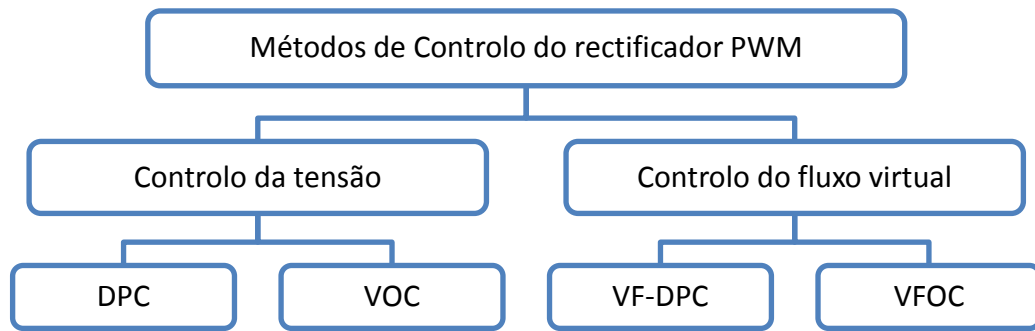 Métodos de Controlo do rectificador PWM
Controlo da tensão
Controlo do fluxo virtual
DPC
VOC
VF-DPC
VFOC